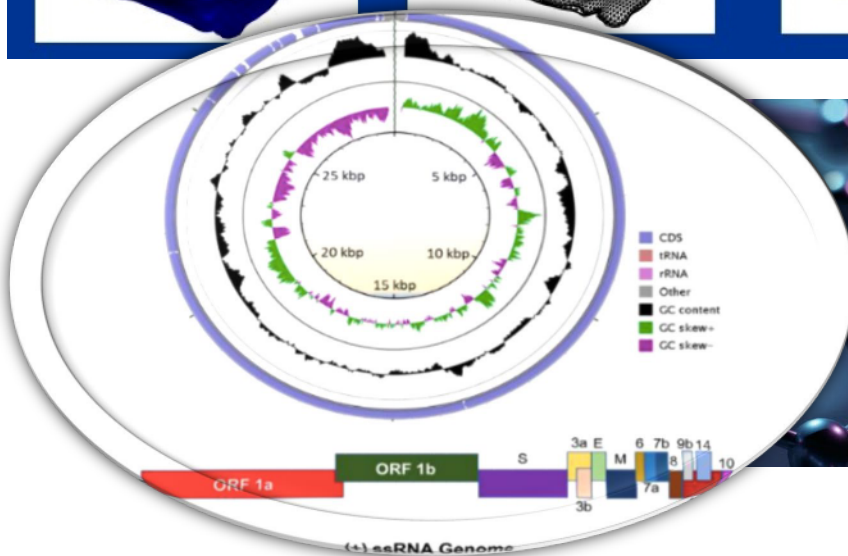 25 kbp
5 kbp
20 kbp
10 kbp
15 kbp
CDS
tRNA
rRNA
Other
GC content
GC skew+
GC skew-
3a E 6 7b 9b 14
S M 8 10
ORF 1b
ORF 1a
7a
3b
(+) ssRNA Genome